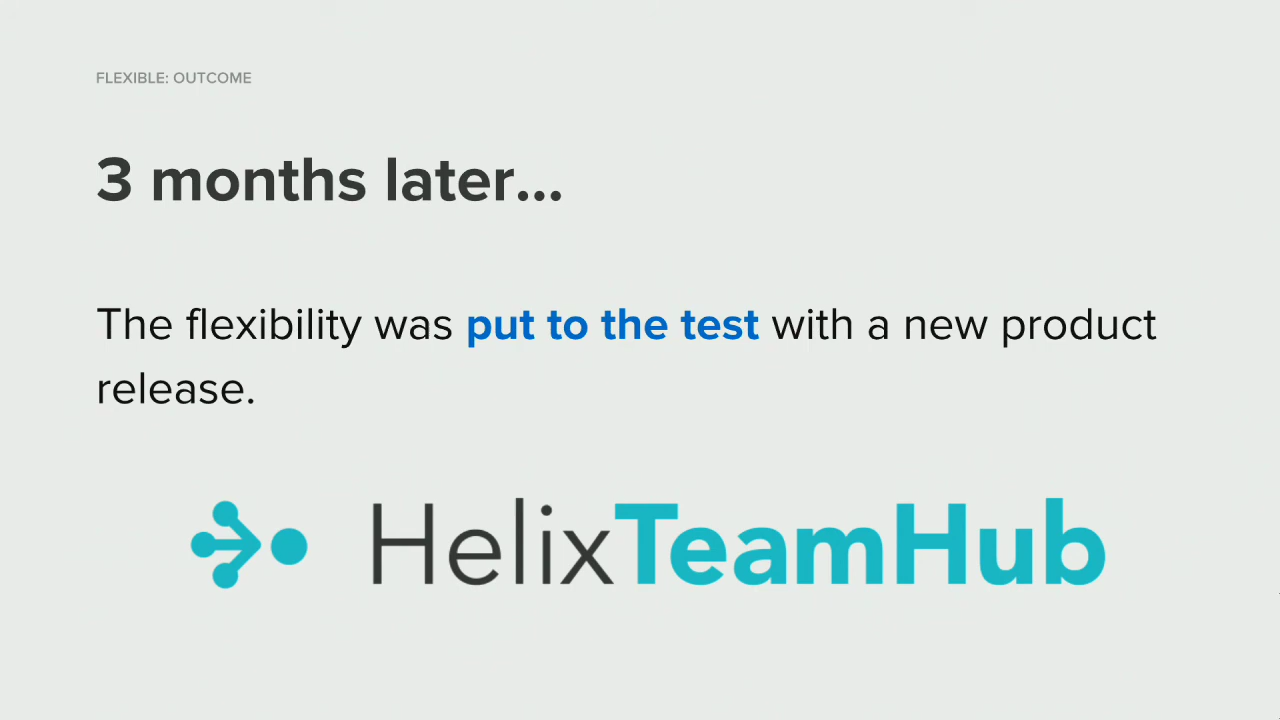 FLEXIBLE: OUTCOME
3 months later...
The flexibility was put to the test with a new product
release.
HelixTeamHub